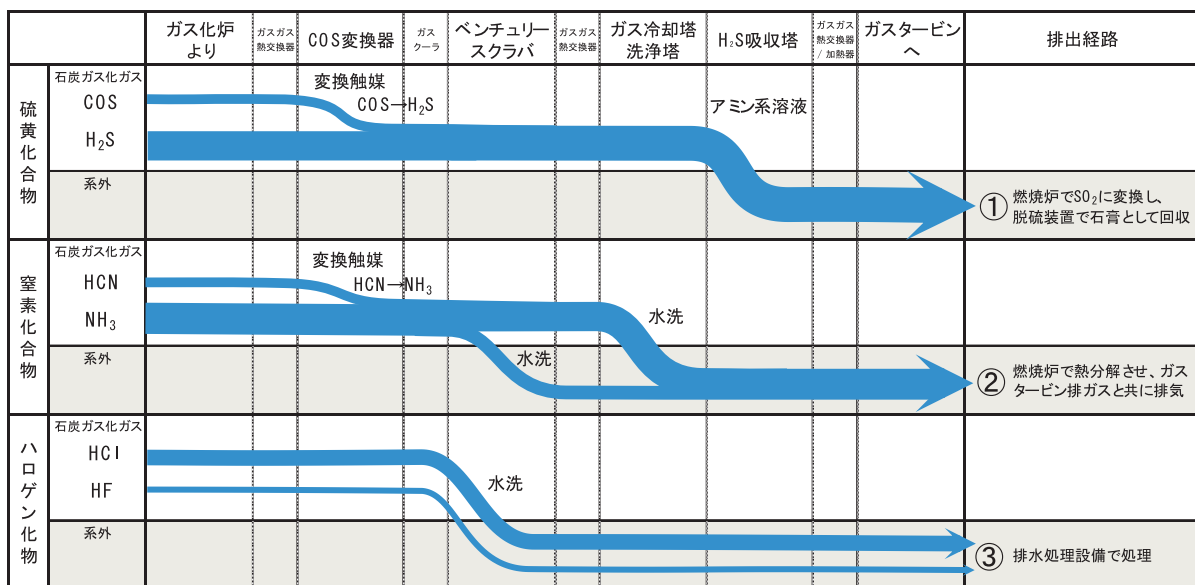 ガス化炉
より
ガスガス
熱交換器
COS変換器
ガス
クーラ
ベンチュリー
スクラバ
ガスガス
熱交換器
ガス冷却塔
洗浄塔
H₂S吸収塔
ガスガス
熱交換器
/加熱器
ガスタービン
へ
排出経路
硫黄化合物
石炭ガス化ガス
COS
H₂S
系外
変換触媒
COS→H₂S
アミン系溶液
① 燃焼炉でSO₂に変換し、
脱硫装置で石膏として回収
窒素化合物
石炭ガス化ガス
HCN
NH₃
系外
変換触媒
HCN→NH₃
水洗
水洗
② 燃焼炉で熱分解させ、ガス
タービン排ガスと共に排気
ハロゲン化物
石炭ガス化ガス
HCl
HF
系外
水洗
③ 排水処理設備で処理